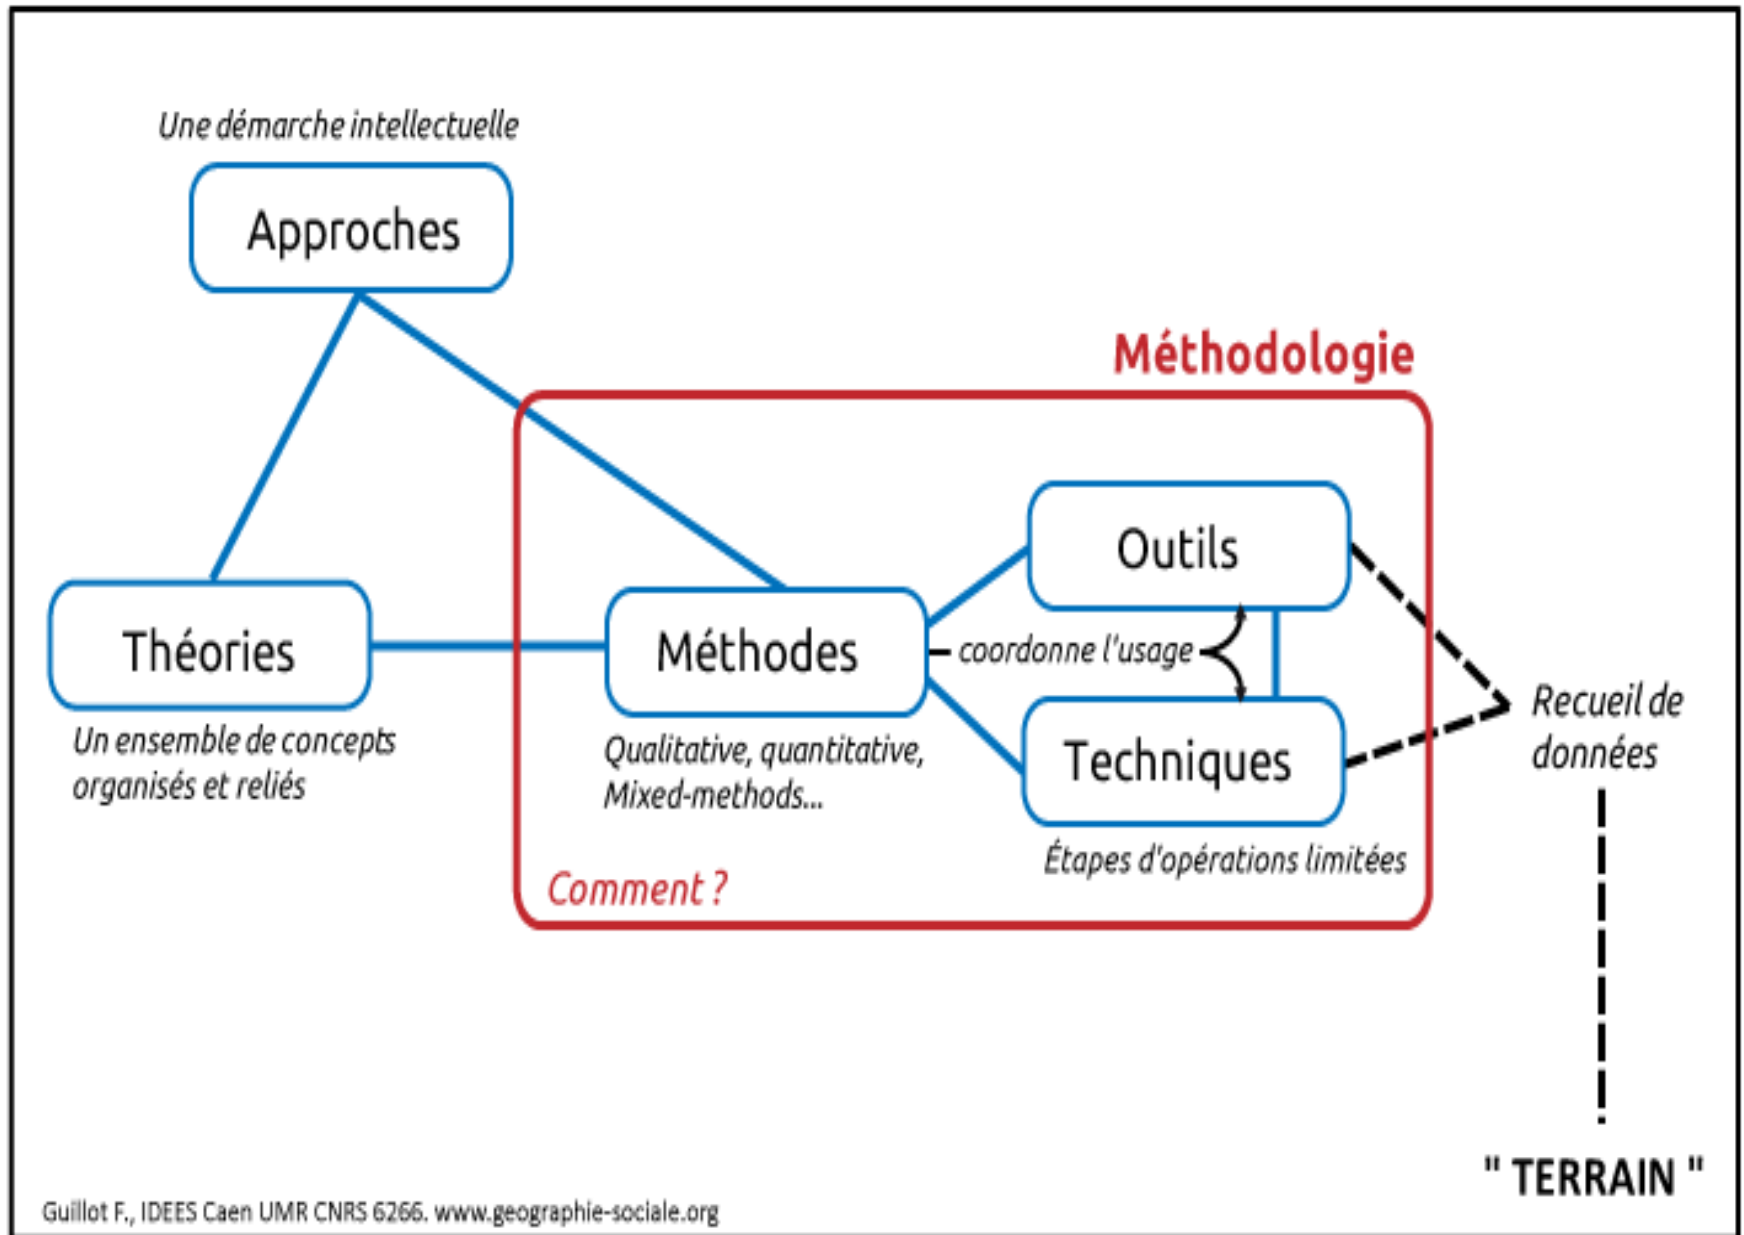 Une démarche intellectuelle
Approches
Méthodologie
Outils
Théories
Méthodes
coordonne l'usage
Techniques
Recueil de
données
Un ensemble de concepts
organisés et reliés
Qualitative, quantitative,
Mixed-methods...
Étapes d'opérations limitées
Comment ?
" TERRAIN "
Guillot F., IDEES Caen UMR CNRS 6266. www.geographie-sociale.org